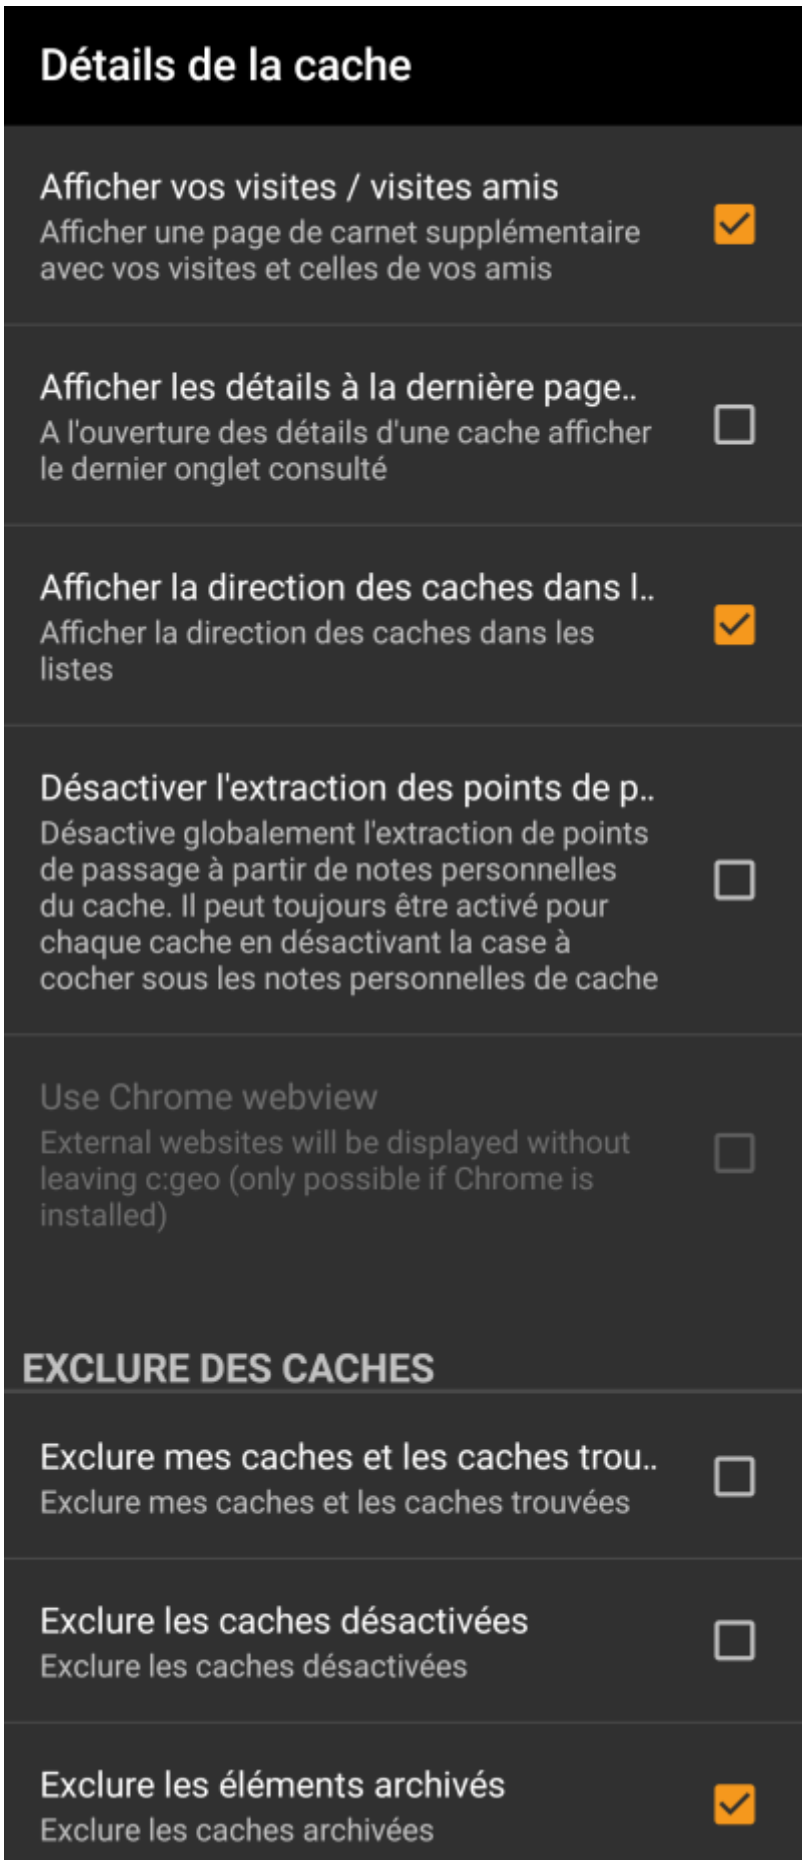 Détails de la cache
Afficher vos visites / visites amis
Afficher une page de carnet supplémentaire
avec vos visites et celles de vos amis
Afficher les détails à la dernière page..
A l'ouverture des détails d'une cache afficher
le dernier onglet consulté
Afficher la direction des caches dans l..
Afficher la direction des caches dans les
listes
Désactiver l'extraction des points de p..
Désactive globalement l'extraction de points
de passage à partir de notes personnelles
du cache. Il peut toujours être activé pour
chaque cache en désactivant la case à
cocher sous les notes personnelles de cache
Use Chrome webview
External websites will be displayed without
leaving c:geo (only possible if Chrome is
installed)
EXCLURE DES CACHES
Exclure mes caches et les caches trou..
Exclure mes caches et les caches trouvées
Exclure les caches désactivées
Exclure les caches désactivées
Exclure les éléments archivés
Exclure les caches archivées